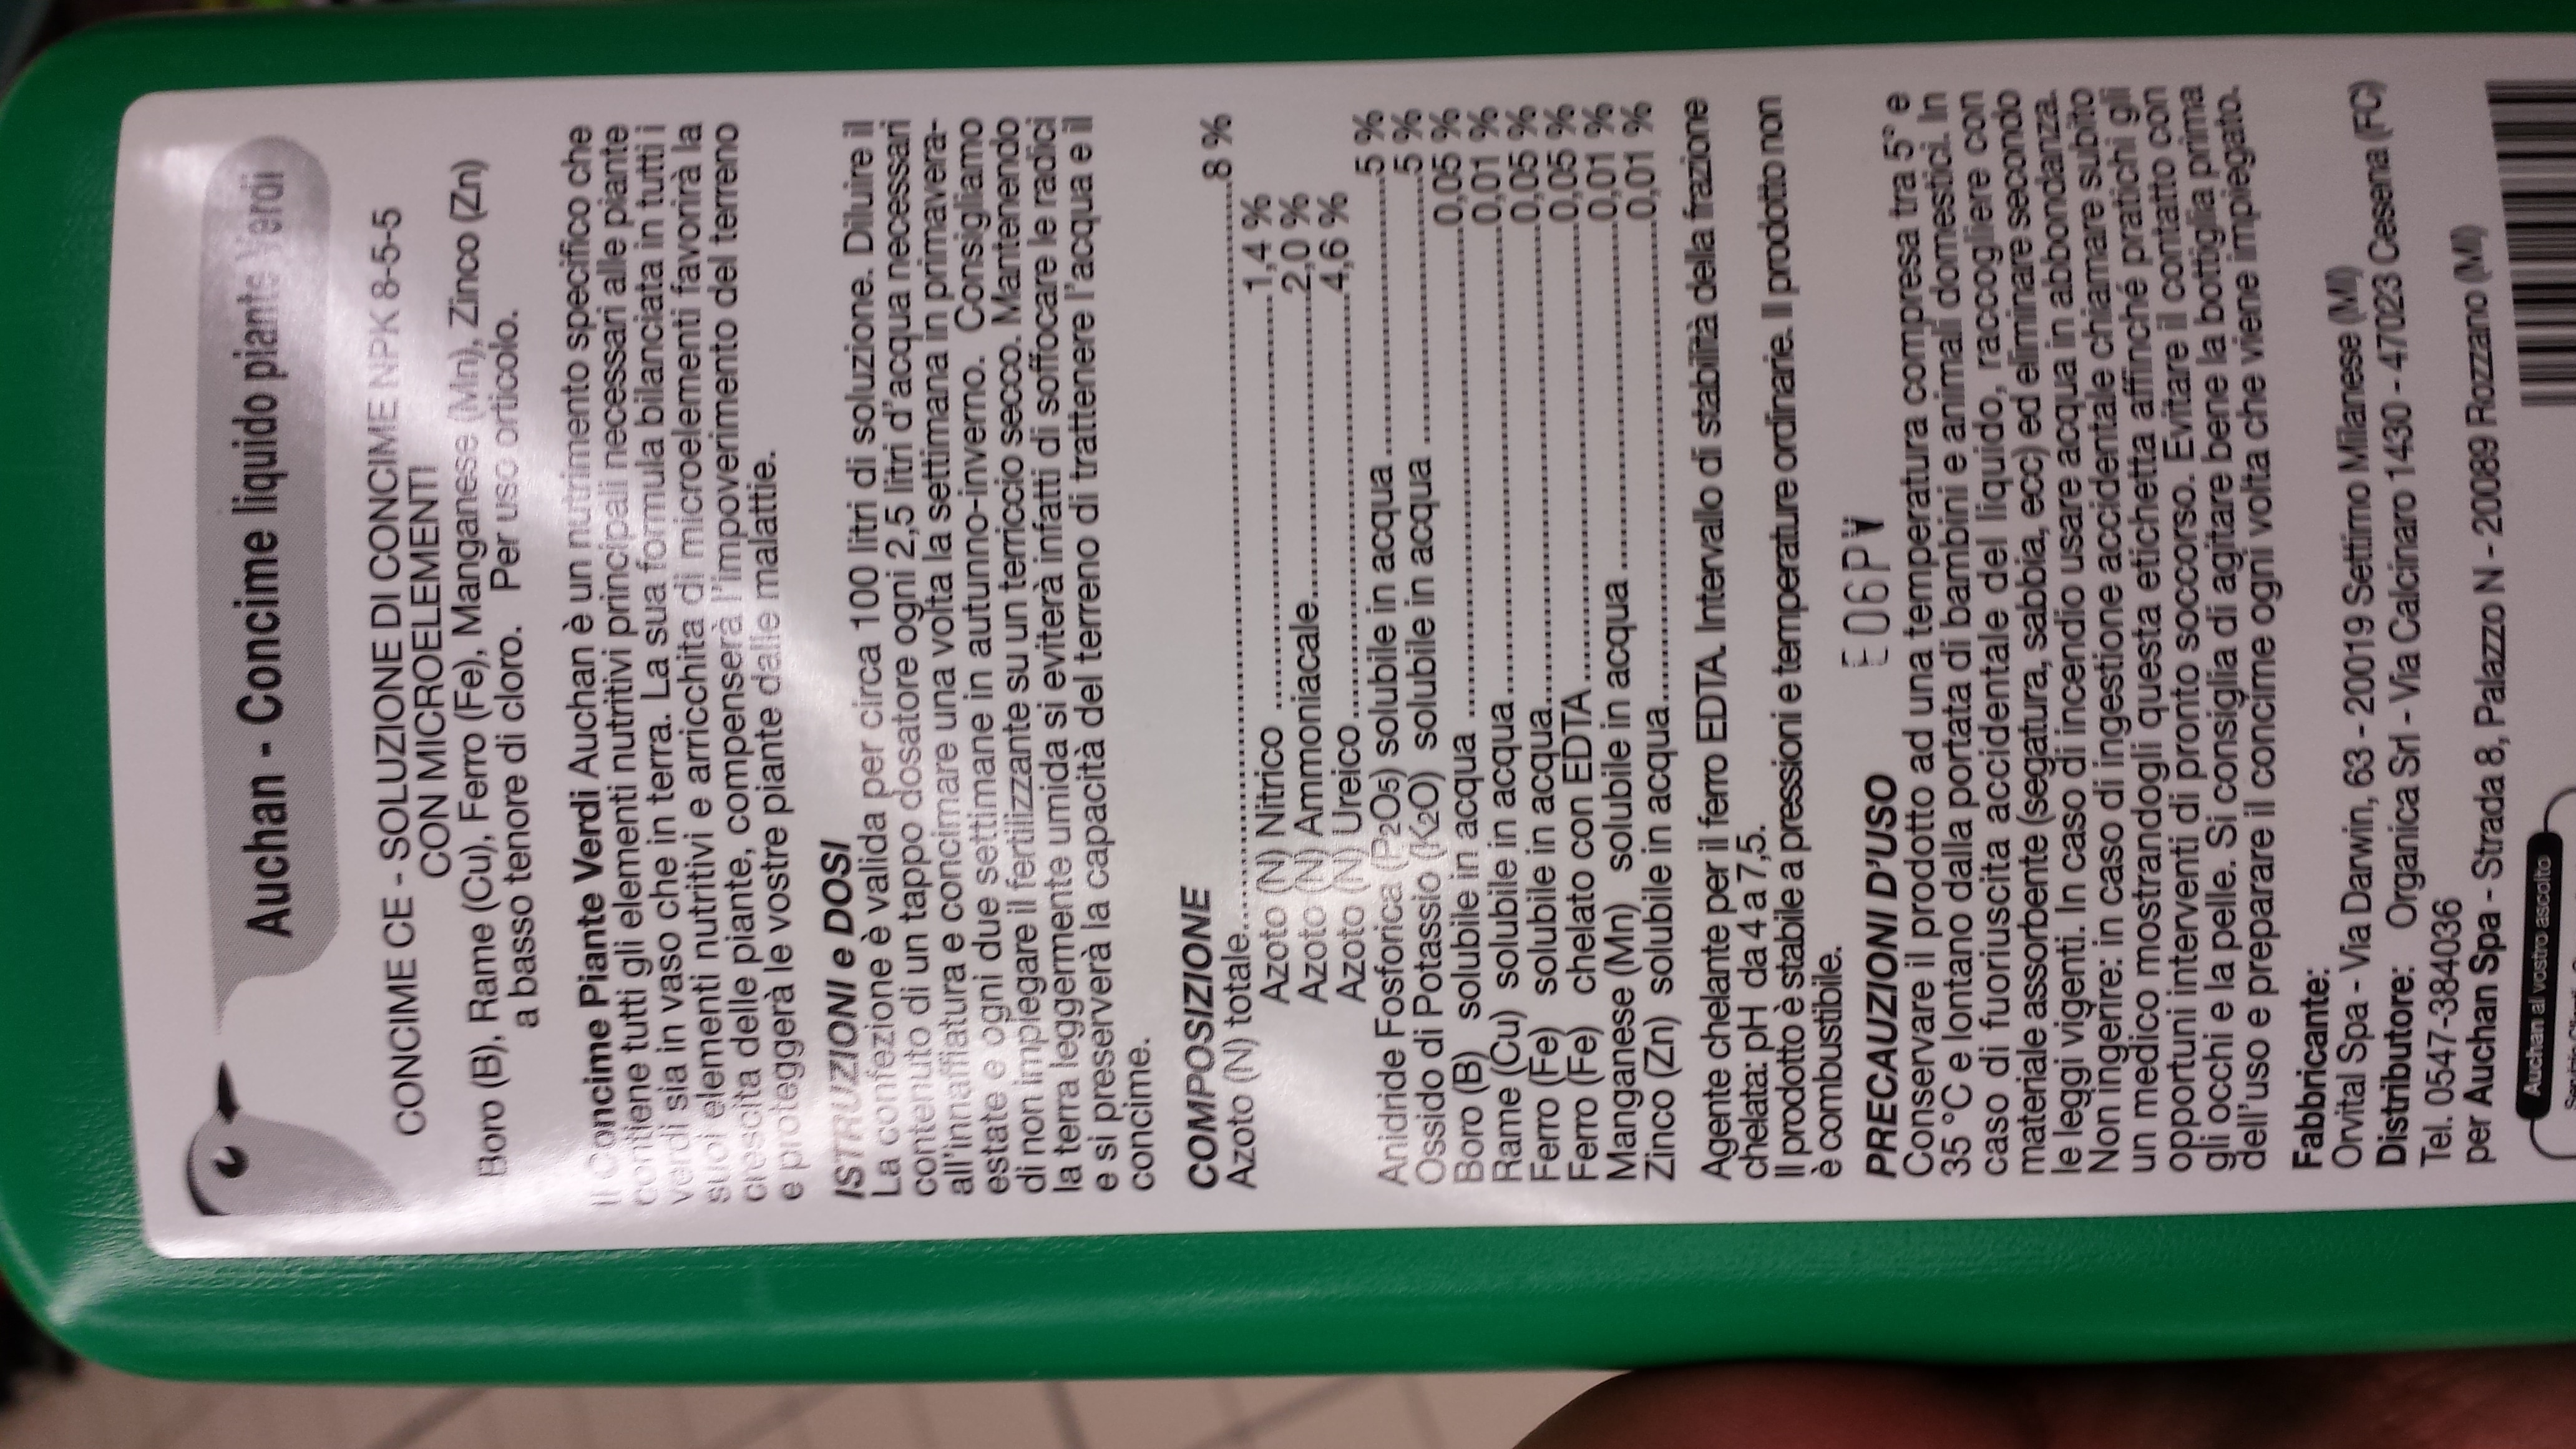 Auchan - Concime liquido piante Verdi
CONCIME CE - SOLUZIONE DI CONCIME NPK 8-5-5
CON MICROELEMENTI
Boro (B), Rame (Cu), Ferro (Fe), Manganese (Mn), Zinco (Zn)
a basso tenore di cloro. Per uso orticolo.
Il Concime Piante Verdi Auchan è un nutrimento specifico che
contiene tutti gli elementi nutritivi principali necessari alle piante
verdi sia in vaso che in terra. La sua formula bilanciata in tutti i
suoi elementi nutritivi e arricchita di microelementi favorirà la
crescita delle piante, compenserà l'impoverimento del terreno
e proteggerà le vostre piante dalle malattie.
ISTRUZIONI e DOSI
La confezione è valida per circa 100 litri di soluzione. Diluire il
contenuto di un tappo dosatore ogni 2,5 litri d'acqua necessari
all'innaffiatura e concimare una volta la settimana in primavera-
estate e ogni due settimane in autunno-inverno. Consigliamo
di non impiegare il fertilizzante su un terriccio secco. Mantenendo
la terra leggermente umida si eviterà infatti di soffocare le radici
e si preserverà la capacità del terreno di trattenere l'acqua e il
concime.
COMPOSIZIONE
Azoto (N) totale..........8 %
Azoto (N) Nitrico ..........1,4 %
Azoto (N) Ammoniacale..........2,0 %
Azoto (N) Ureico..........4,6 %
Anidride Fosforica (P2O5) solubile in acqua ..........5 %
Ossido di Potassio (K2O) solubile in acqua ..........5 %
Boro (B) solubile in acqua ..........0,05 %
Rame (Cu) solubile in acqua..........0,01 %
Ferro (Fe) solubile in acqua..........0,05 %
Ferro (Fe) chelato con EDTA..........0,05 %
Manganese (Mn) solubile in acqua ..........0,01 %
Zinco (Zn) solubile in acqua..........0,01 %
Agente chelante per il ferro EDTA. Intervallo di stabilità della frazione
chelata: pH da 4 a 7,5.
Il prodotto è stabile a pressioni e temperature ordinarie. Il prodotto non
è combustibile.
E06PV
PRECAUZIONI D'USO
Conservare il prodotto ad una temperatura compresa tra 5° e
35 °C e lontano dalla portata di bambini e animali domestici. In
caso di fuoriuscita accidentale del liquido, raccogliere con
materiale assorbente (segatura, sabbia, ecc) ed eliminare secondo
le leggi vigenti. In caso di incendio usare acqua in abbondanza.
Non ingerire: in caso di ingestione accidentale chiamare subito
un medico mostrandogli questa etichetta affinché pratichi gli
opportuni interventi di pronto soccorso. Evitare il contatto con
gli occhi e la pelle. Si consiglia di agitare bene la bottiglia prima
dell'uso e preparare il concime ogni volta che viene impiegato.
Fabbricante:
Orvital Spa - Via Darwin, 63 - 20019 Settimo Milanese (MI)
Distributore: Organica Srl - Via Calcinaro 1430 - 47023 Cesena (FC)
Tel. 0547-384036
per Auchan Spa - Strada 8, Palazzo N - 20089 Rozzano (MI)
Auchan al vostro ascolto